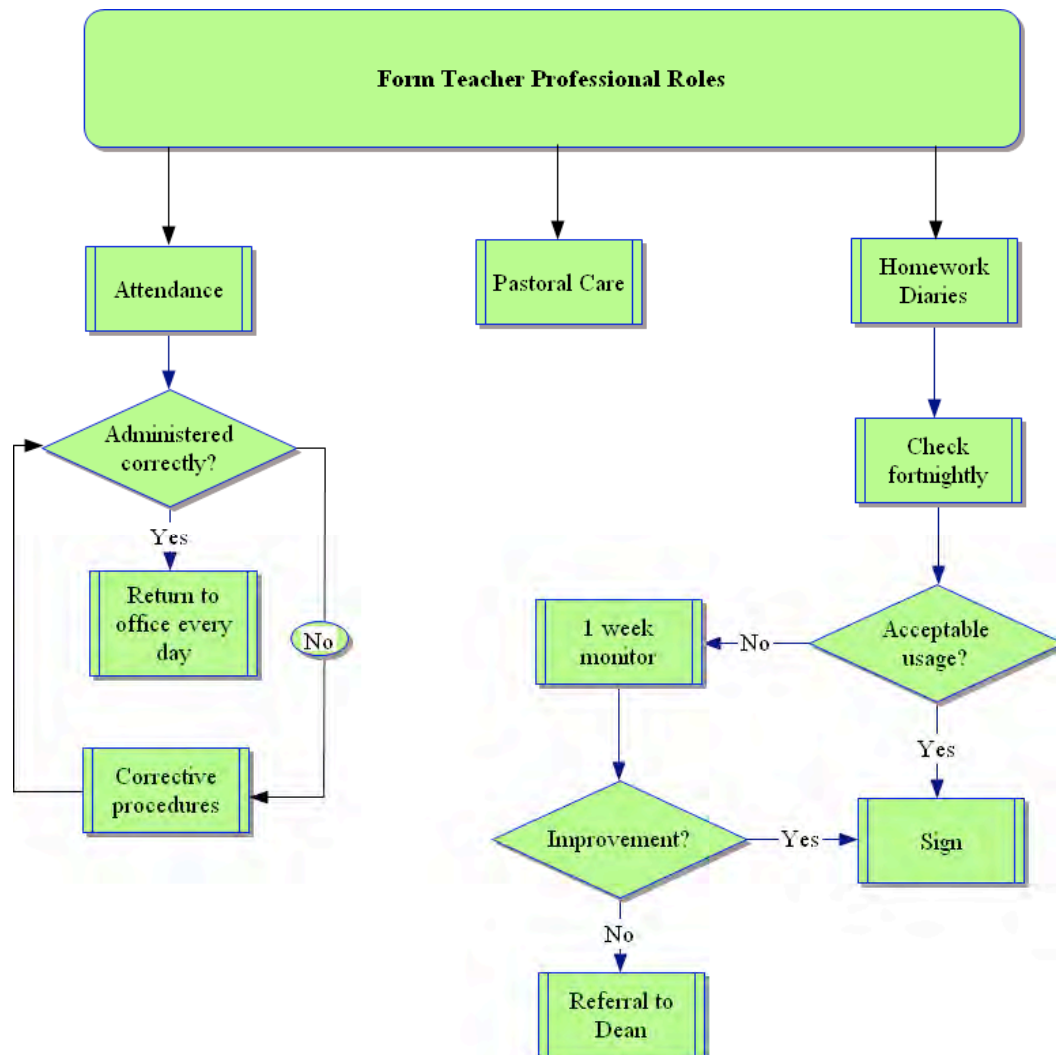 Form Teacher Professional Roles
Attendance
Pastoral Care
Homework
Diaries
Administered
correctly?
Yes
Return to
office every
day
No
Corrective
procedures
Check
fortnightly
Acceptable
usage?
No
1 week
monitor
Yes
Improvement?
Yes
Sign
No
Referral to
Dean